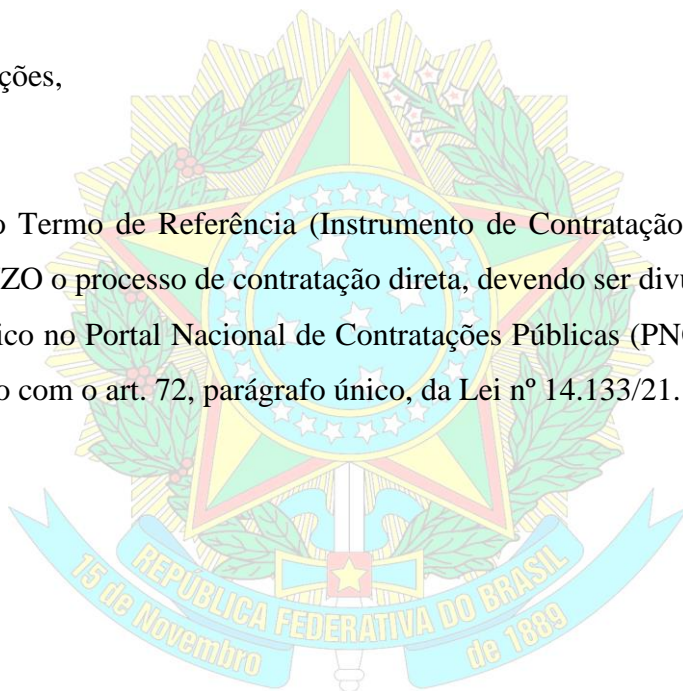 ções,
o Termo de Referência (Instrumento de Contratação
ZO o processo de contratação direta, devendo ser divu
ico no Portal Nacional de Contratações Públicas (PN
o com o art. 72, parágrafo único, da Lei nº 14.133/21.
REPÚBLICA FEDERATIVA DO BRASIL
15 de Novembro
de 1889